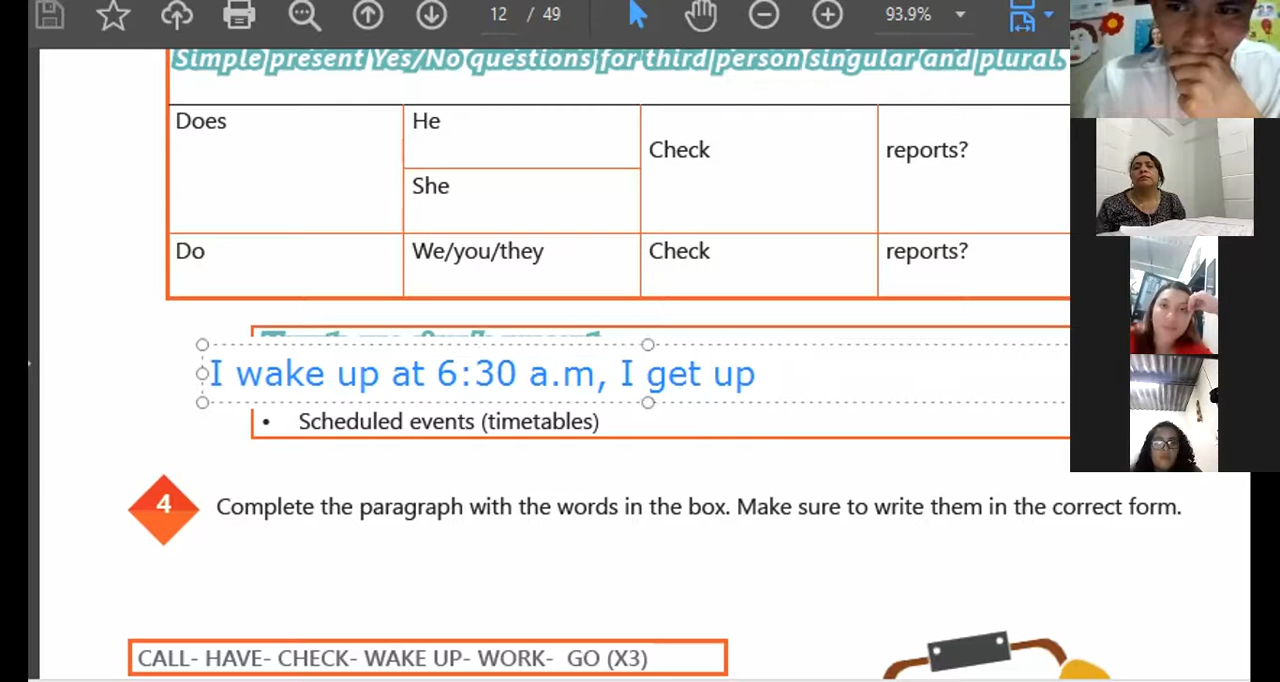 12 / 49
93.9%
Simple present Yes/No questions for third person singular and plural.
Does
He
Check
reports?
She
Do
We/you/they
Check
reports?
I wake up at 6:30 a.m, I get up
• Scheduled events (timetables)
4
Complete the paragraph with the words in the box. Make sure to write them in the correct form.
CALL- HAVE- CHECK- WAKE UP- WORK- GO (X3)